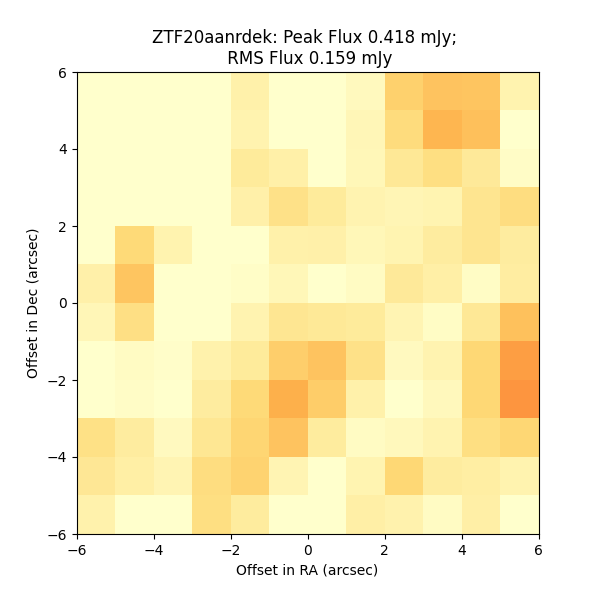 ZTF20aanrdek: Peak Flux 0.418 mJy;
RMS Flux 0.159 mJy
6
4
2
0
−2
−4
−6
Offset in Dec (arcsec)
−6 −4 −2 0 2 4 6
Offset in RA (arcsec)